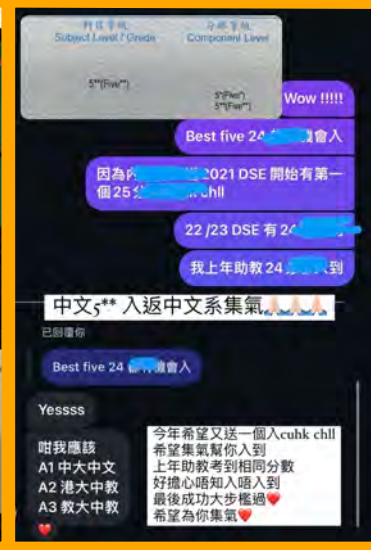 科目等級
分部等級
Subject Level / Grade
Component Level
5**(Five**)
5*(Five*)
5**(Five**)
Wow !!!!!
Best five 24
會入
因為
2021 DSE 開始有第一
個25分
chll
22 /23 DSE 有 24
我上年助教 24
到
中文5** 入返中文系集氣🙏🏻🙏🏻🙏🏻🙏🏻
已回覆你
Best five 24
會入
Yessss
咁我應該
A1 中大中文
A2 港大中教
A3 教大中教
❤️
今年希望又送一個入cuhk chll
希望集氣幫你入到
上年助教考到相同分數
好擔心唔知入唔入到
最後成功大步檻過❤️
希望為你集氣❤️